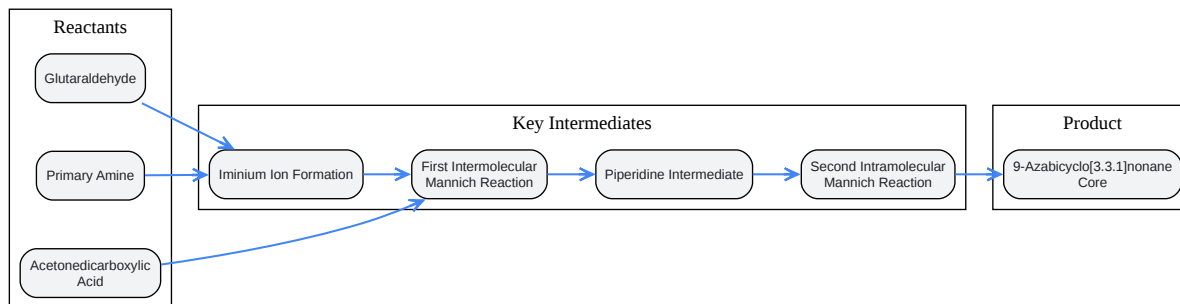 Reactants
Glutaraldehyde
Primary Amine
Acetonedicarboxylic
Acid
Key Intermediates
Iminium Ion Formation
First Intermolecular
Mannich Reaction
Piperidine Intermediate
Second Intramolecular
Mannich Reaction
Product
9-Azabicyclo[3.3.1]nonane
Core